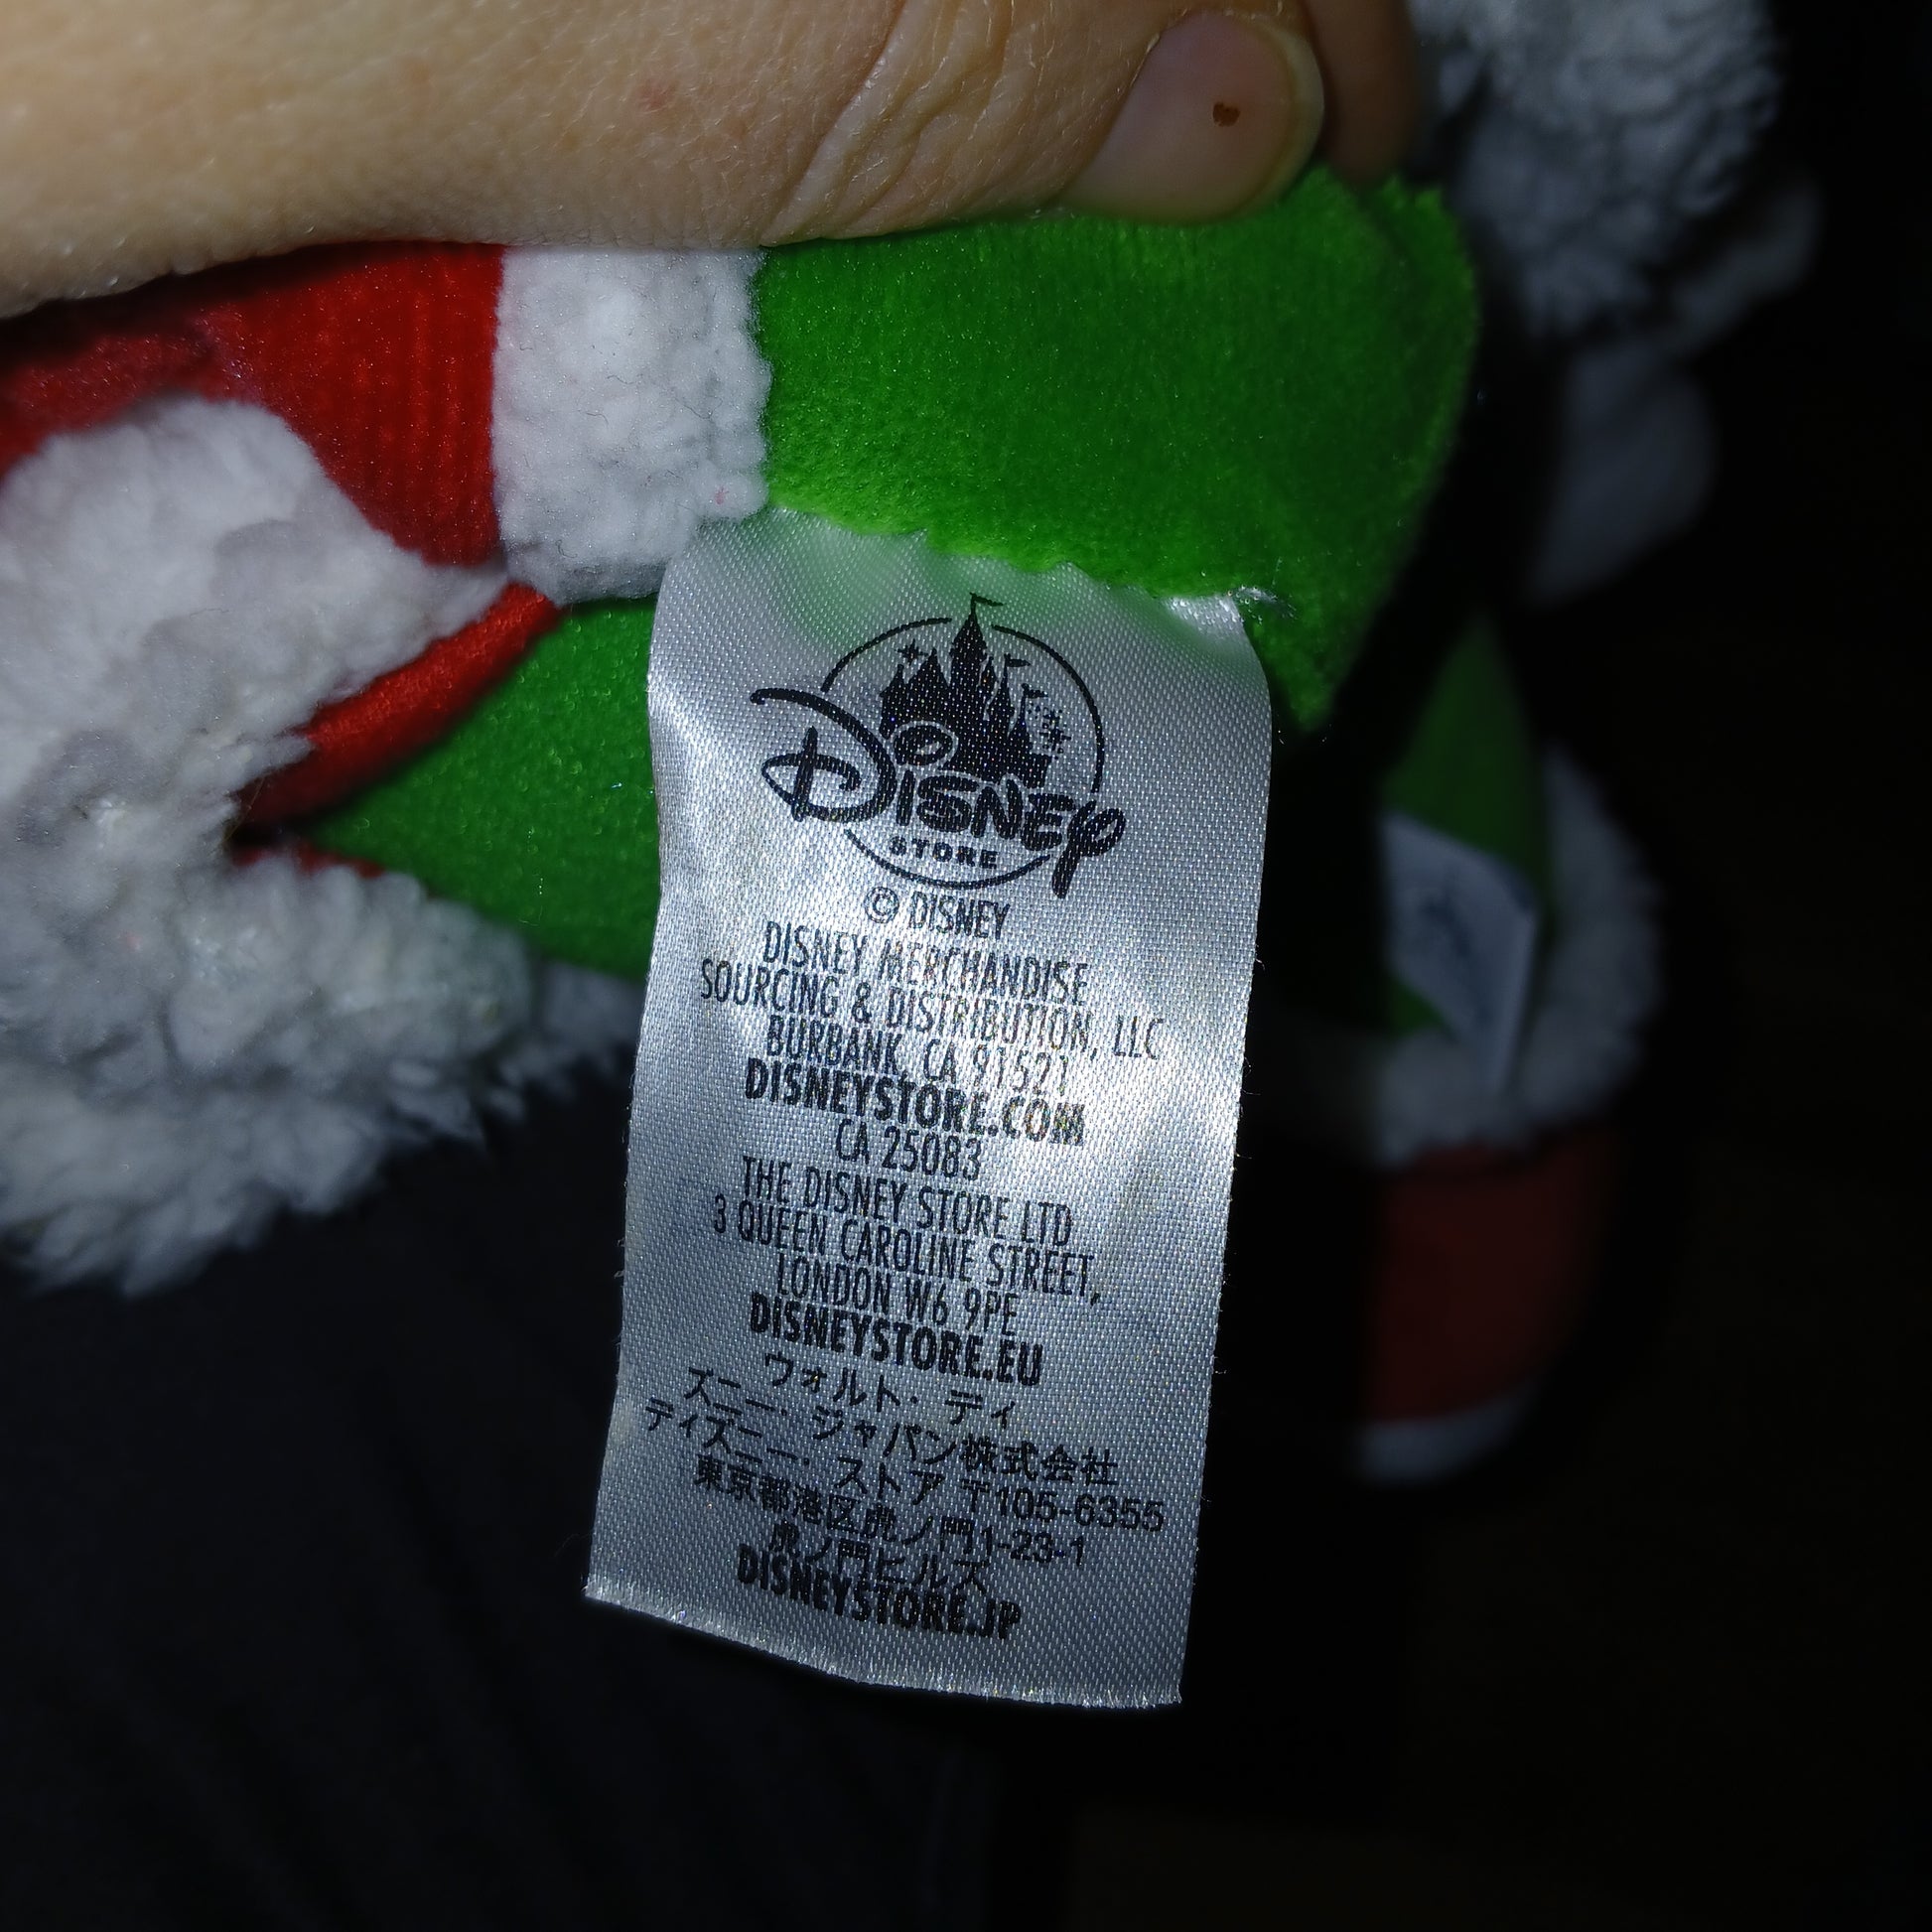 Disney
STORE
© DISNEY
DISNEY MERCHANDISE
SOURCING & DISTRIBUTION, LLC
BURBANK, CA 91521
DISNEYSTORE.COM
CA 25083
THE DISNEY STORE LTD
3 QUEEN CAROLINE STREET,
LONDON W6 9PE
DISNEYSTORE.EU
ウォルト・ディ
ズニー・ジャパン株式会社
ディズニー・ストア 〒105-6355
東京都港区虎ノ門1-23-1
虎ノ門ヒルズ
DISNEYSTORE.JP